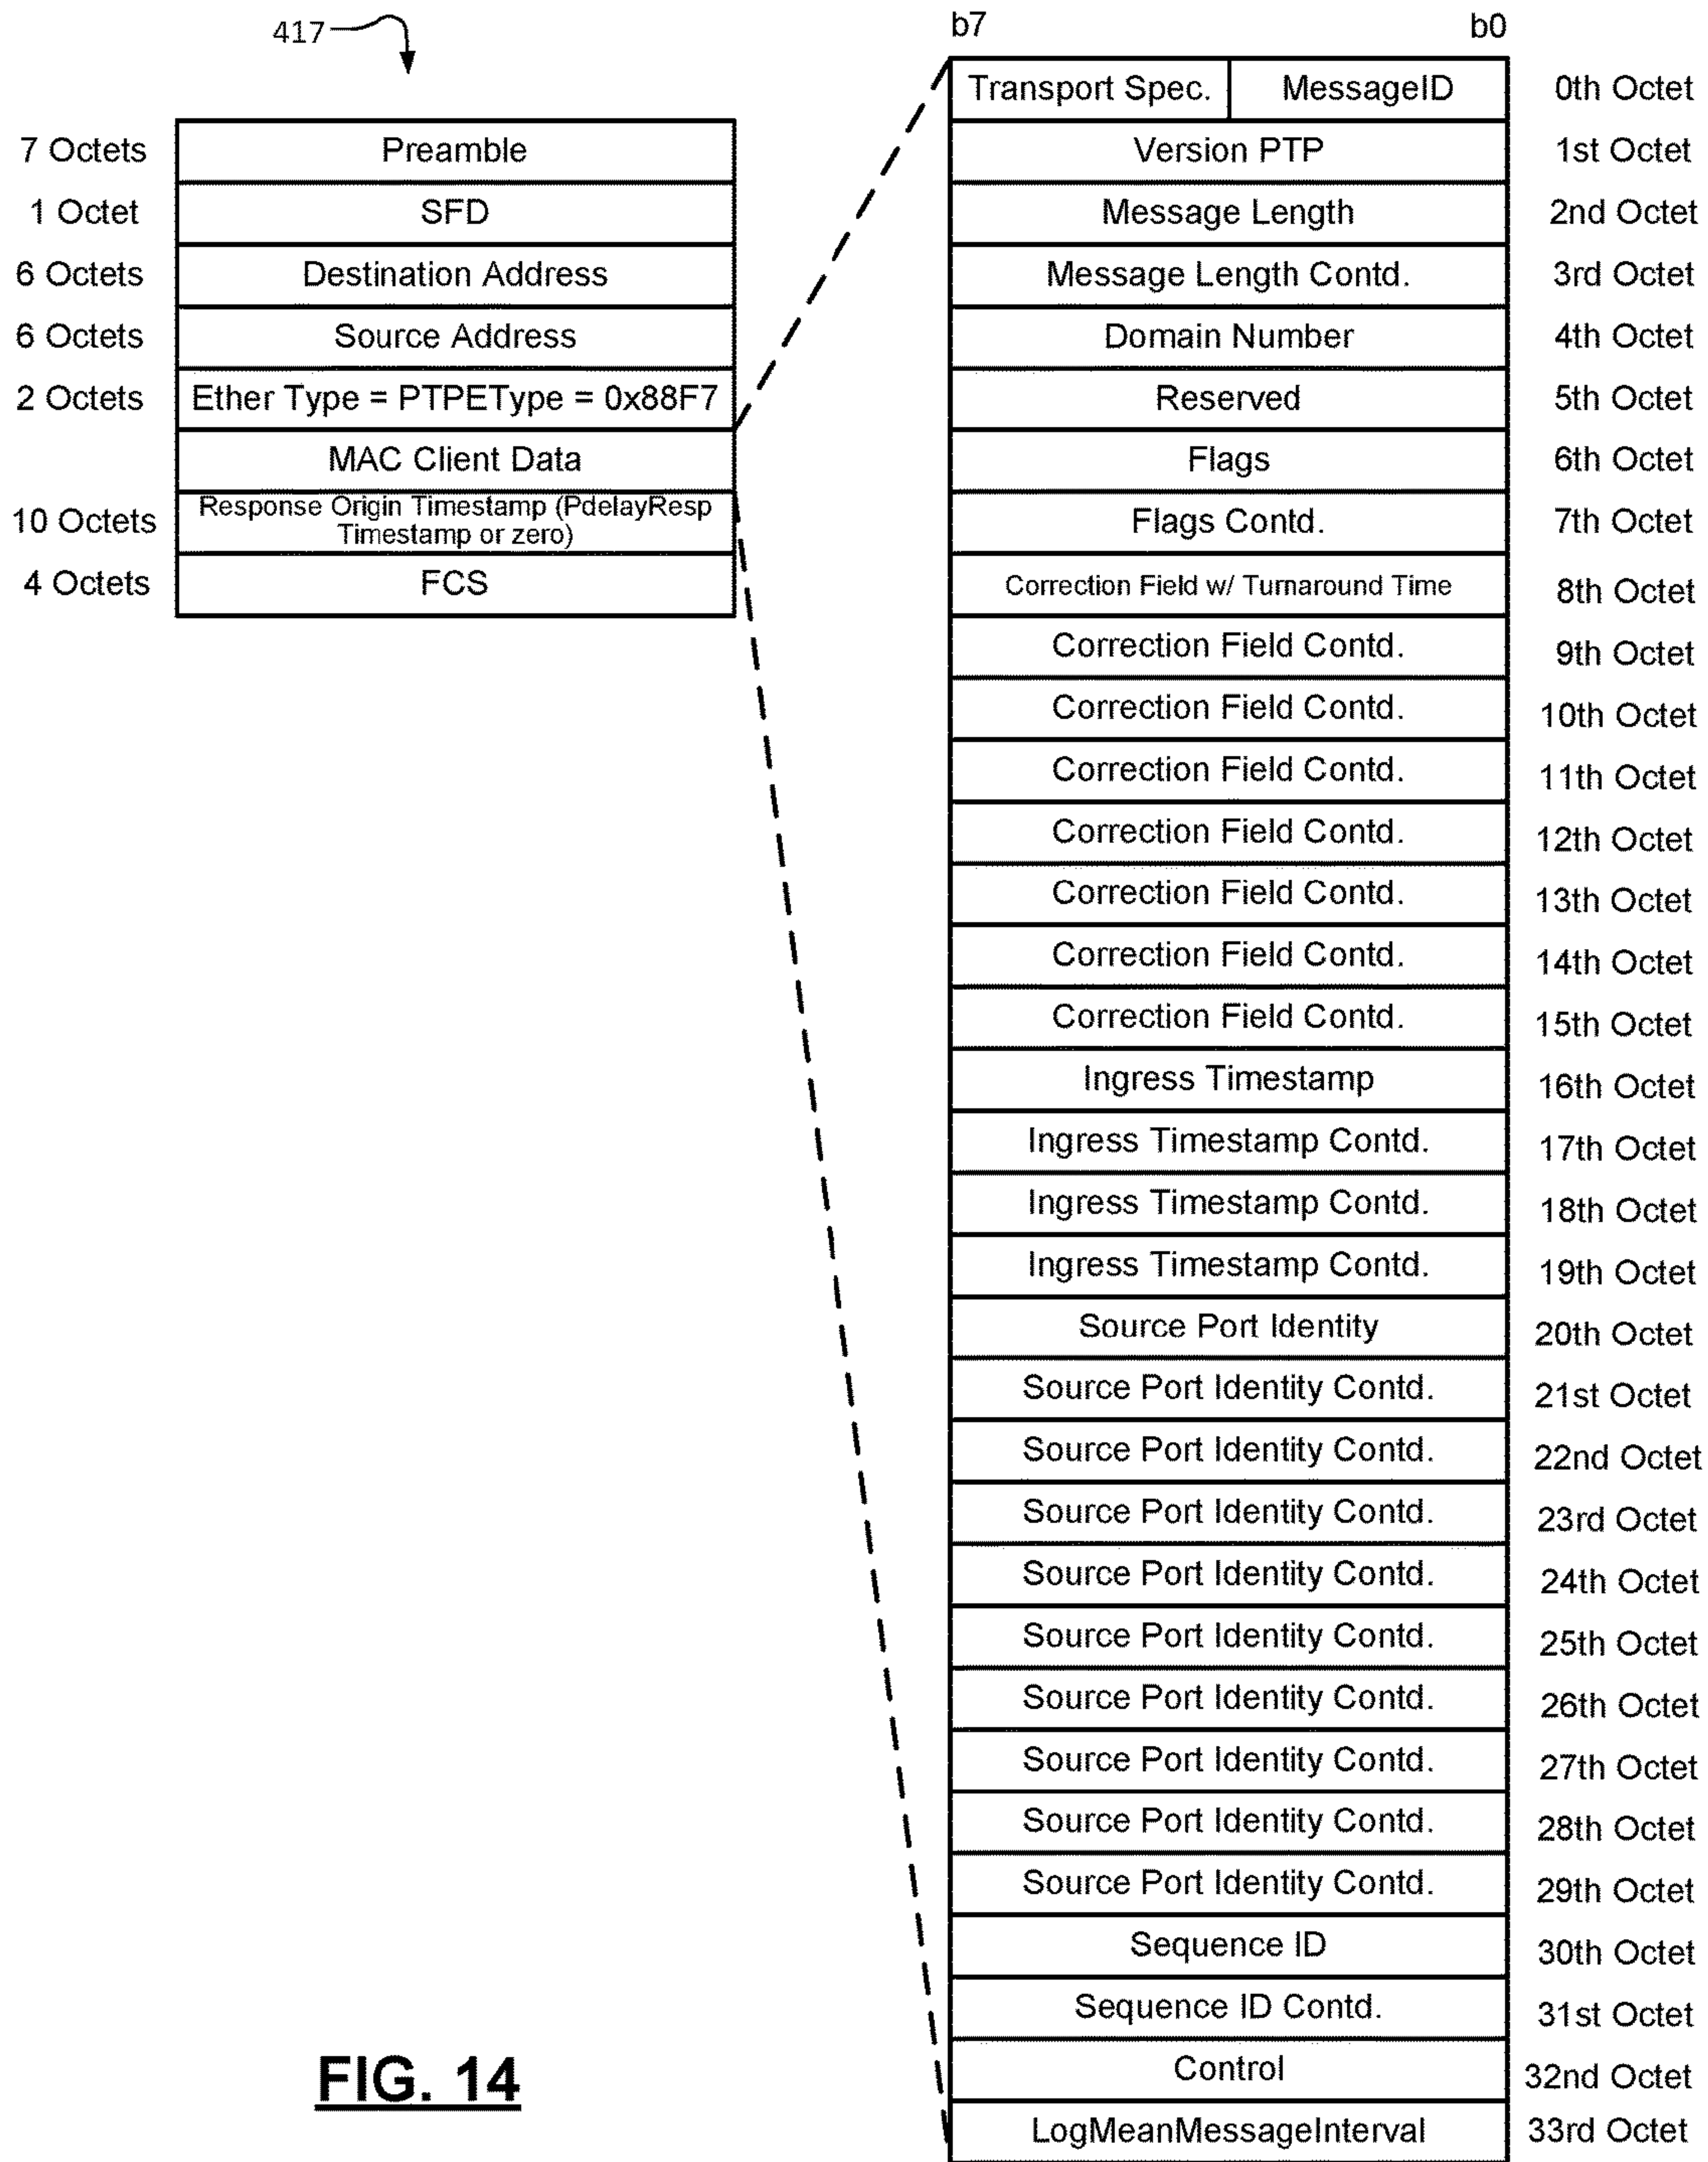 417
7 Octets Preamble
1 Octet SFD
6 Octets Destination Address
6 Octets Source Address
2 Octets Ether Type = PTPEType = 0x88F7
MAC Client Data
10 Octets Response Origin Timestamp (PdelayResp
Timestamp or zero)
4 Octets FCS
b7 b0
Transport Spec. MessageID 0th Octet
Version PTP 1st Octet
Message Length 2nd Octet
Message Length Contd. 3rd Octet
Domain Number 4th Octet
Reserved 5th Octet
Flags 6th Octet
Flags Contd. 7th Octet
Correction Field w/ Turnaround Time 8th Octet
Correction Field Contd. 9th Octet
Correction Field Contd. 10th Octet
Correction Field Contd. 11th Octet
Correction Field Contd. 12th Octet
Correction Field Contd. 13th Octet
Correction Field Contd. 14th Octet
Correction Field Contd. 15th Octet
Ingress Timestamp 16th Octet
Ingress Timestamp Contd. 17th Octet
Ingress Timestamp Contd. 18th Octet
Ingress Timestamp Contd. 19th Octet
Source Port Identity 20th Octet
Source Port Identity Contd. 21st Octet
Source Port Identity Contd. 22nd Octet
Source Port Identity Contd. 23rd Octet
Source Port Identity Contd. 24th Octet
Source Port Identity Contd. 25th Octet
Source Port Identity Contd. 26th Octet
Source Port Identity Contd. 27th Octet
Source Port Identity Contd. 28th Octet
Source Port Identity Contd. 29th Octet
Sequence ID 30th Octet
Sequence ID Contd. 31st Octet
Control 32nd Octet
LogMeanMessageInterval 33rd Octet
FIG. 14